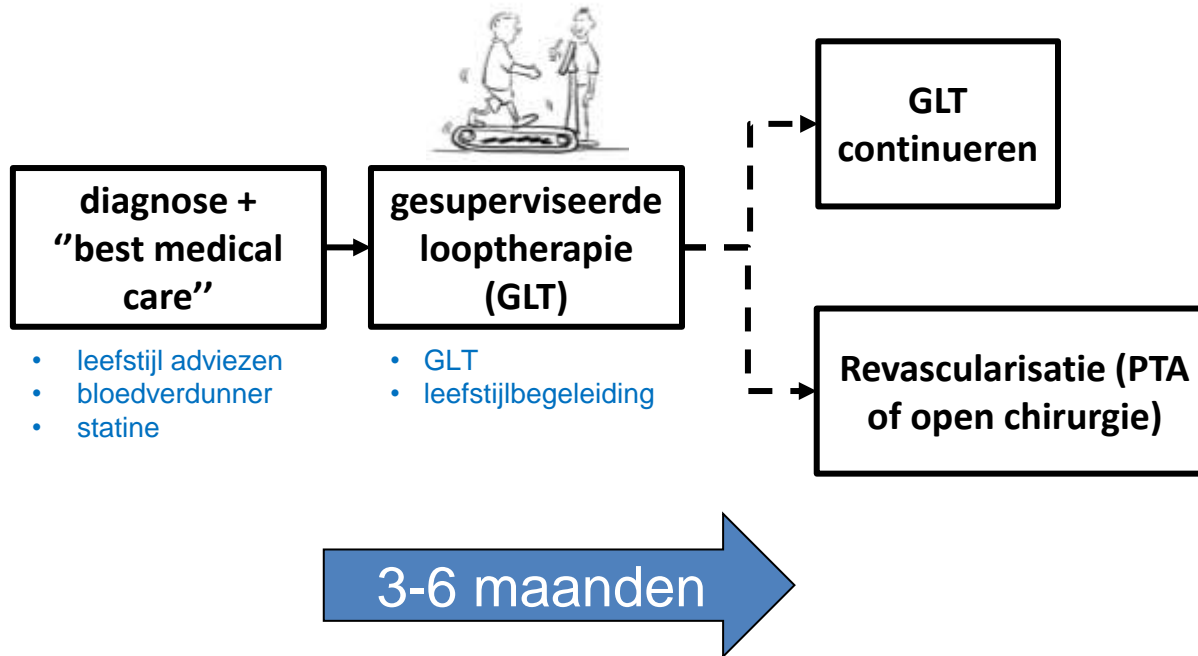 diagnose +
‘’best medical
care’’
• leefstijl adviezen
• bloedverdunner
• statine
gesuperviseerde
looptherapie
(GLT)
• GLT
• leefstijlbegeleiding
GLT
continueren
Revascularisatie (PTA
of open chirurgie)
3-6 maanden